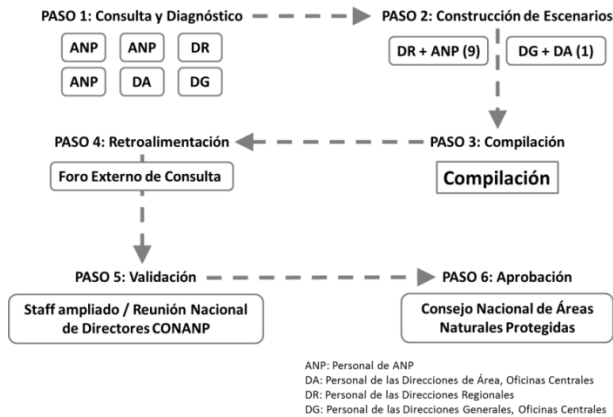 PASO 1: Consulta y Diagnóstico
PASO 2: Construcción de Escenarios
ANP ANP DR
ANP DA DG
DR + ANP (9) DG + DA (1)
PASO 4: Retroalimentación
PASO 3: Compilación
Foro Externo de Consulta
Compilación
PASO 5: Validación
PASO 6: Aprobación
Staff ampliado / Reunión Nacional
de Directores CONANP
Consejo Nacional de Áreas
Naturales Protegidas
ANP: Personal de ANP
DA: Personal de las Direcciones de Área, Oficinas Centrales
DR: Personal de las Direcciones Regionales
DG: Personal de las Direcciones Generales, Oficinas Centrales